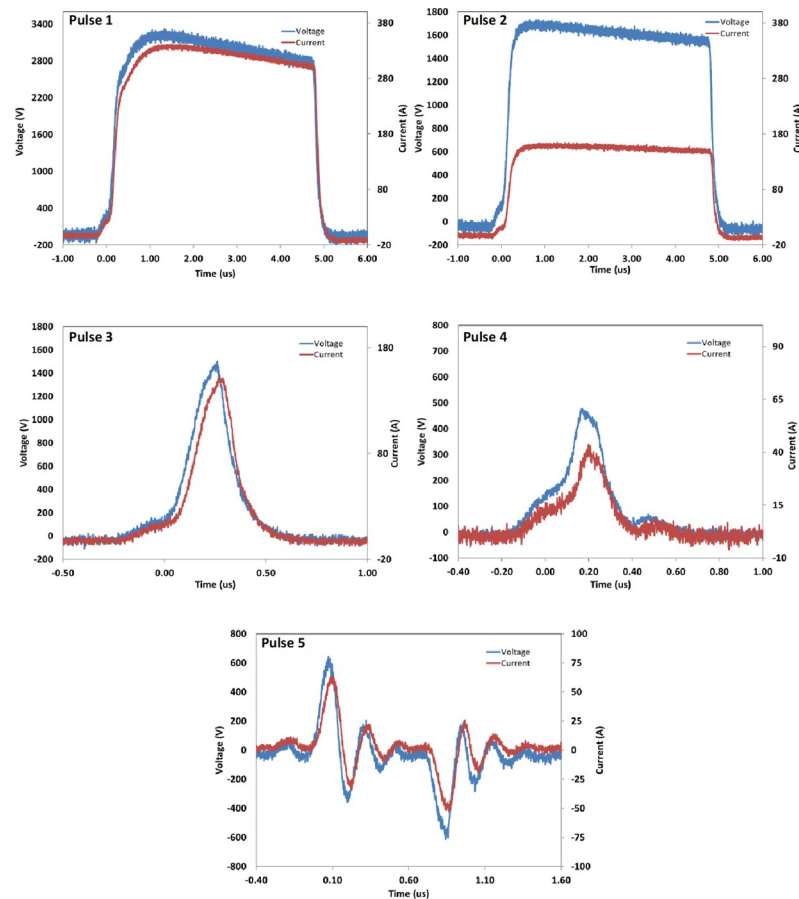 Pulse 1
Voltage
Current
3400
2800
2200
1600
1000
400
-200
380
280
180
80
-20
-1.00 0.00 1.00 2.00 3.00 4.00 5.00 6.00
Voltage (V)
Current (A)
Time (us)
Pulse 2
Voltage
Current
1800
1600
1400
1200
1000
800
600
400
200
0
-200
380
280
180
80
-20
-1.00 0.00 1.00 2.00 3.00 4.00 5.00 6.00
Voltage (V)
Current (A)
Time (us)
Pulse 3
Voltage
Current
1800
1600
1400
1200
1000
800
600
400
200
0
-200
180
80
-20
-0.50 0.00 0.50 1.00
Voltage (V)
Current (A)
Time (us)
Pulse 4
Voltage
Current
800
700
600
500
400
300
200
100
0
-100
90
65
40
15
-10
-0.40 -0.20 0.00 0.20 0.40 0.60 0.80 1.00
Voltage (V)
Current (A)
Time (us)
Pulse 5
Voltage
Current
800
600
400
200
0
-200
-400
-600
-800
100
75
50
25
0
-25
-50
-75
-100
-0.40 0.10 0.60 1.10 1.60
Voltage (V)
Current (A)
Time (us)